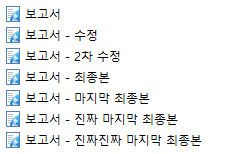 보고서
보고서 - 수정
보고서 - 2차 수정
보고서 - 최종본
보고서 - 마지막 최종본
보고서 - 진짜 마지막 최종본
보고서 - 진짜진짜 마지막 최종본